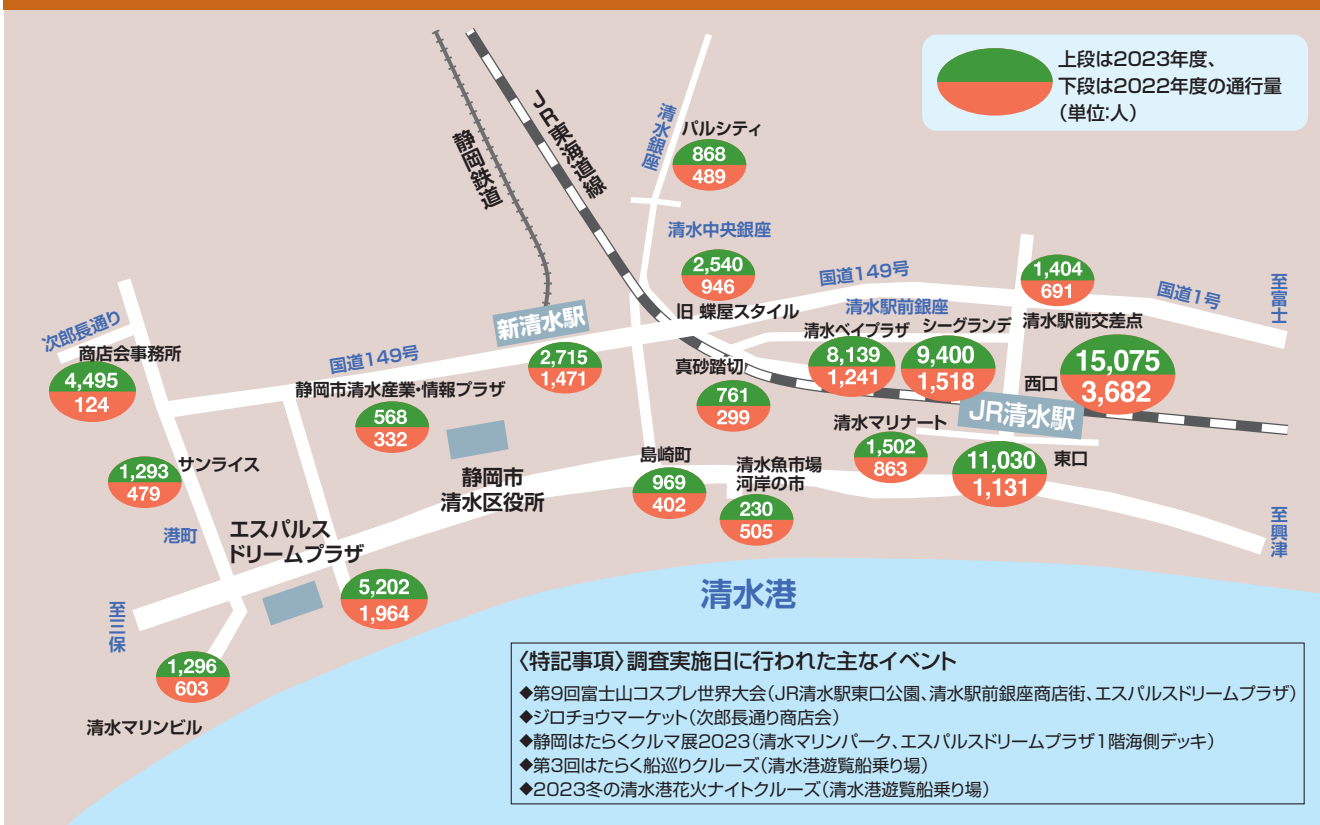 上段は2023年度、
下段は2022年度の通行量
(単位:人)
静岡鉄道
JR東海道線
清水銀座
パルシティ
868
489
清水中央銀座
2,540
946
旧 蝶屋スタイル
国道149号
1,404
691
国道1号
至富士
清水駅前銀座
清水ベイプラザ
シーグランデ
清水駅前交差点
8,139
1,241
9,400
1,518
15,075
3,682
西口
JR清水駅
東口
11,030
1,131
次郎長通り
商店会事務所
4,495
124
国道149号
新清水駅
2,715
1,471
静岡市清水産業・情報プラザ
568
332
真砂踏切
761
299
清水マリナート
1,502
863
サンライス
1,293
479
静岡市
清水区役所
島崎町
969
402
清水魚市場
河岸の市
230
505
至興津
港町
エスパルス
ドリームプラザ
5,202
1,964
至三保
1,296
603
清水マリンビル
清水港
〈特記事項〉調査実施日に行われた主なイベント
◆第9回富士山コスプレ世界大会(JR清水駅東口公園、清水駅前銀座商店街、エスパルスドリームプラザ)
◆ジロチョウマーケット(次郎長通り商店会)
◆静岡はたらくクルマ展2023(清水マリンパーク、エスパルスドリームプラザ1階海側デッキ)
◆第3回はたらく船巡りクルーズ(清水港遊覧船乗り場)
◆2023冬の清水港花火ナイトクルーズ(清水港遊覧船乗り場)